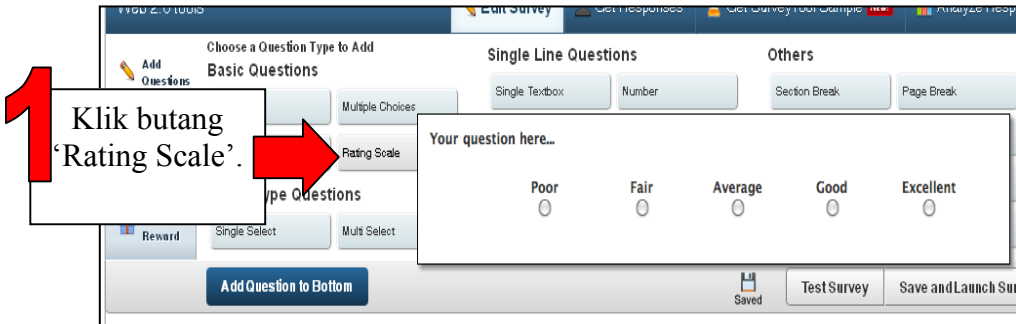 Web 2.0 tools
Edit Survey
Get Responses
Get SurveyTool Sample
New!
Analyze
Choose a Question Type to Add
Add
Questions
Basic Questions
Single Line Questions
Others
Multiple Choices
Single Textbox
Number
Section Break
Page Break
1
Klik butang
‘Rating Scale’.
Rating Scale
Your question here...
Poor
Fair
Average
Good
Excellent
Questions
Reward
Single Select
Multi Select
Add Question to Bottom
Saved
Test Survey
Save and Launch